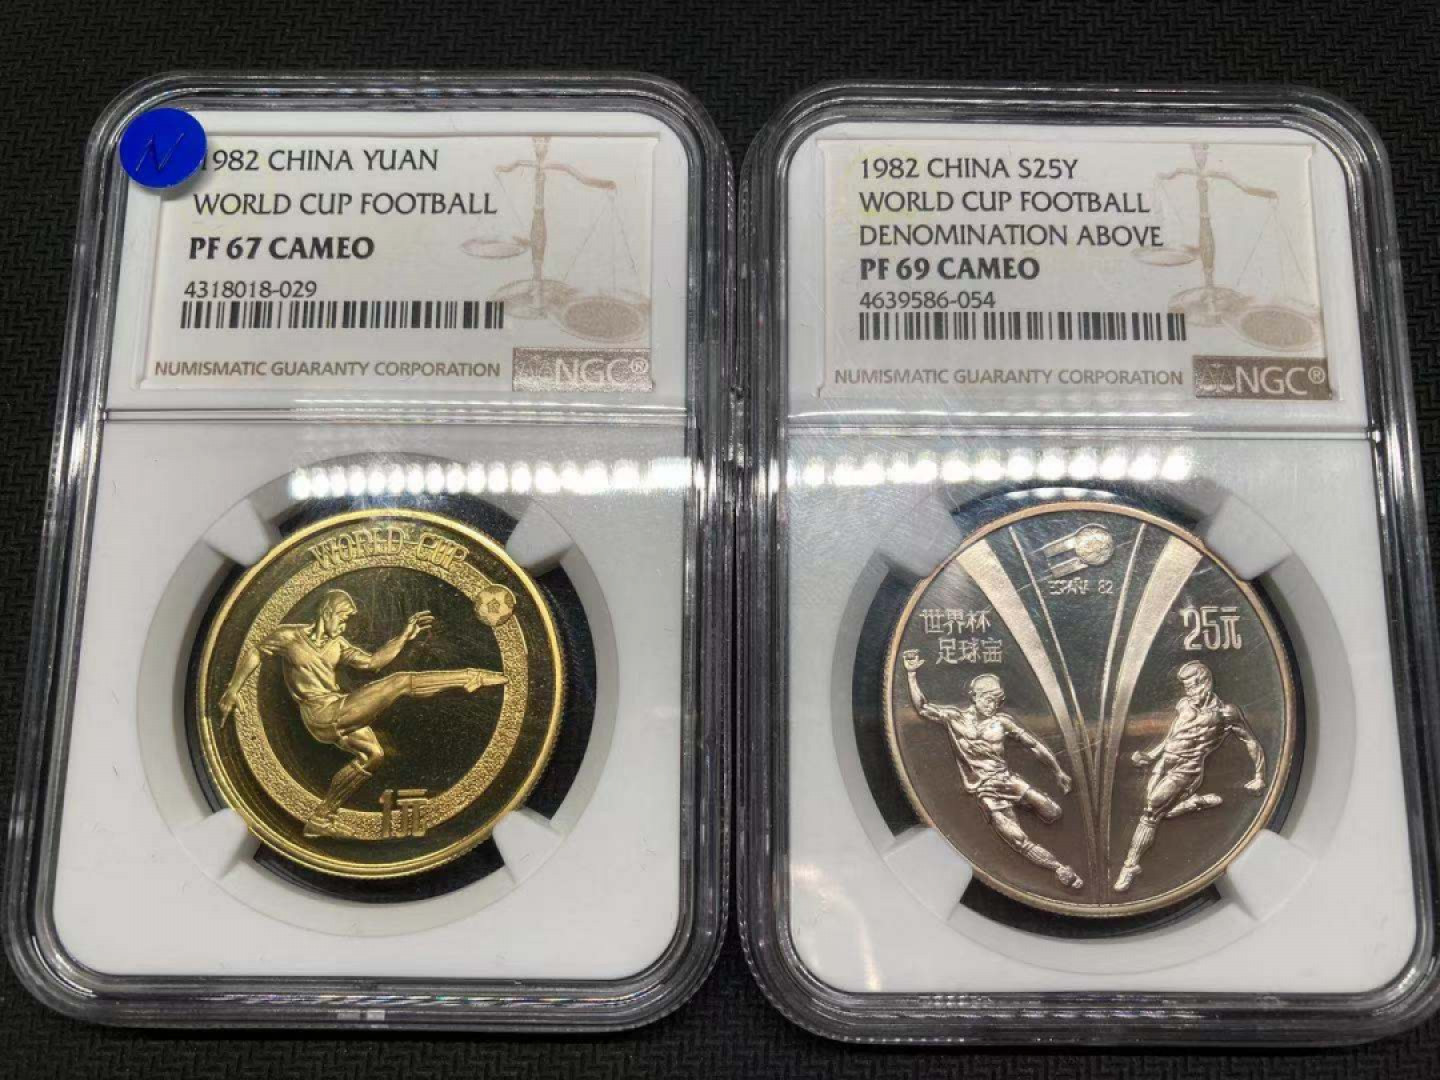 N
1982 CHINA YUAN
WORLD CUP FOOTBALL
PF 67 CAMEO
4318018-029
NUMISMATIC GUARANTY CORPORATION
NGC®
WORLD CUP
1元
1982 CHINA S25Y
WORLD CUP FOOTBALL
DENOMINATION ABOVE
PF 69 CAMEO
4639586-054
NUMISMATIC GUARANTY CORPORATION
NGC®
ESPAÑA 82
世界杯
足球赛
25元